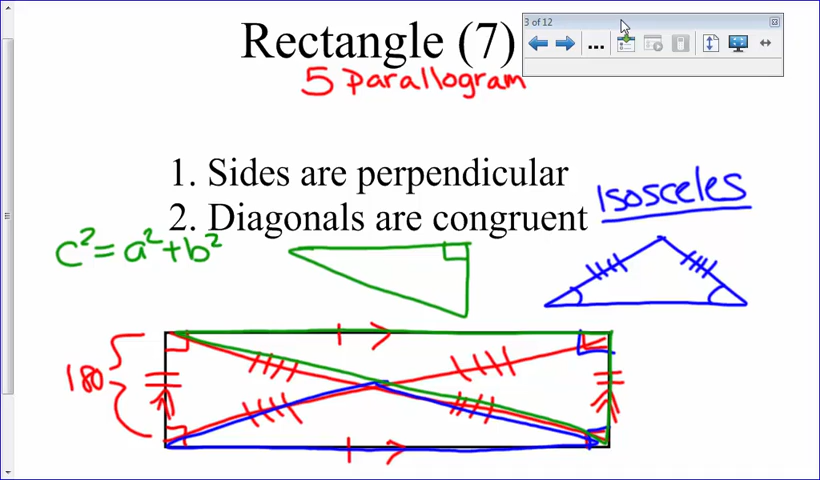 Rectangle (7)
3 of 12
5 Parallogram
1. Sides are perpendicular
2. Diagonals are congruent
Isosceles
c² = a² + b²
180